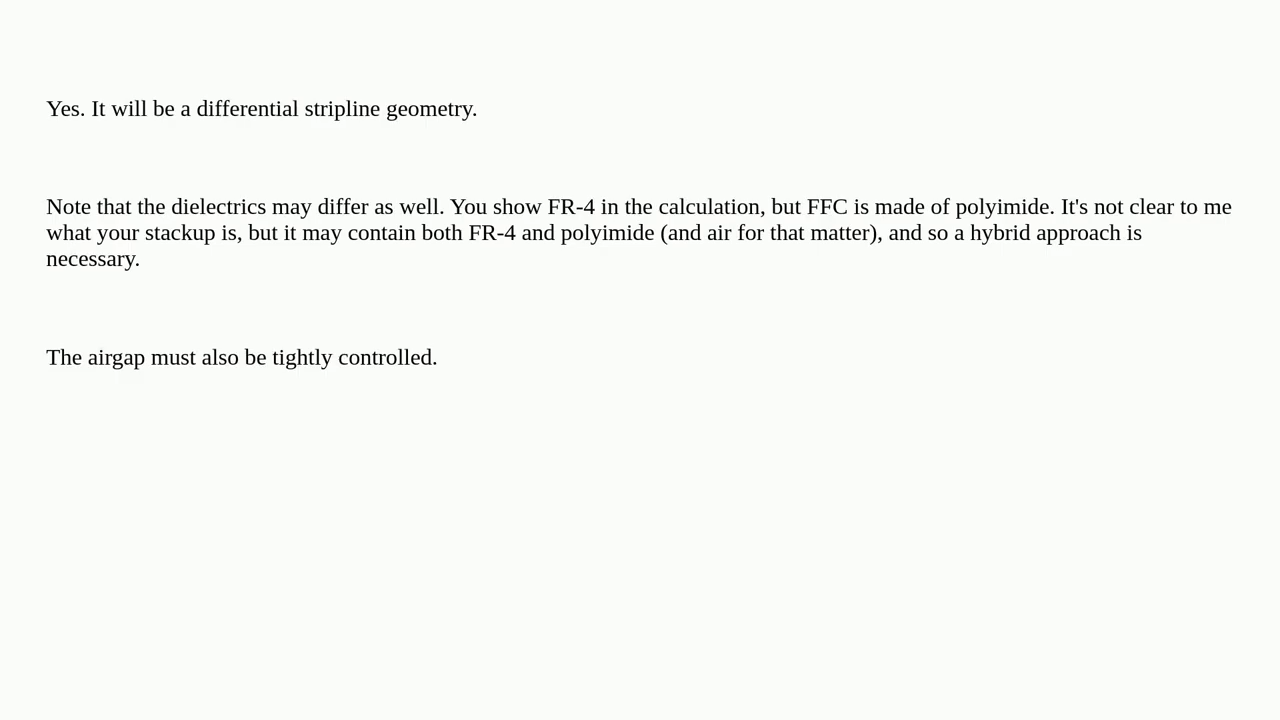 Yes. It will be a differential stripline geometry.
Note that the dielectrics may differ as well. You show FR-4 in the calculation, but FFC is made of polyimide. It's not clear to me
what your stackup is, but it may contain both FR-4 and polyimide (and air for that matter), and so a hybrid approach is
necessary.
The airgap must also be tightly controlled.